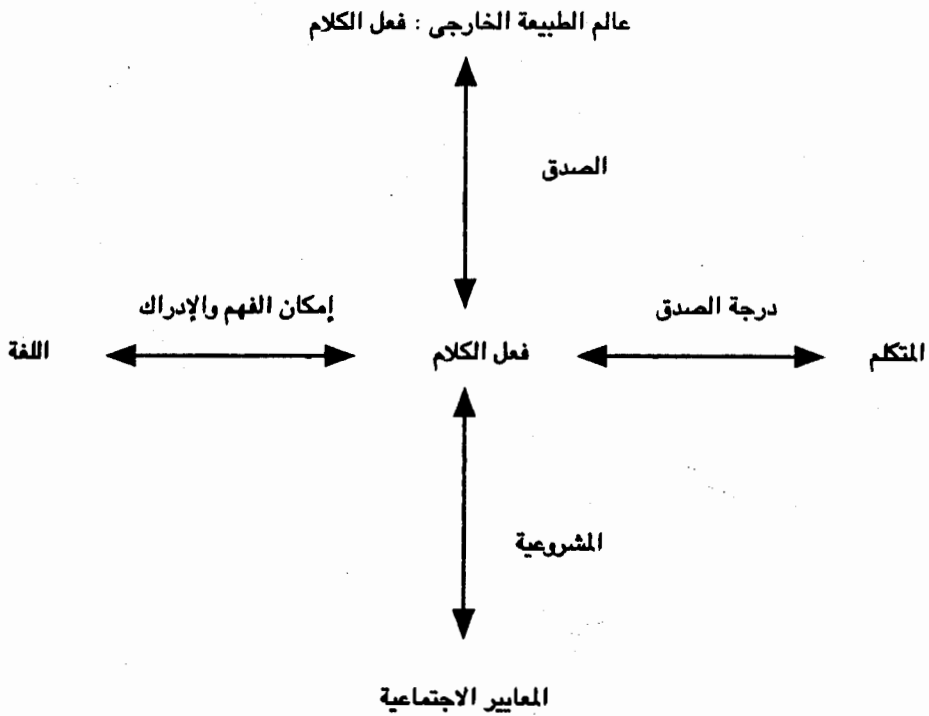 عالم الطبيعة الخارجى : فعل الكلام
الصدق
درجة الصدق
إمكان الفهم والإدراك
المتكلم
فعل الكلام
اللغة
المشروعية
المعايير الاجتماعية